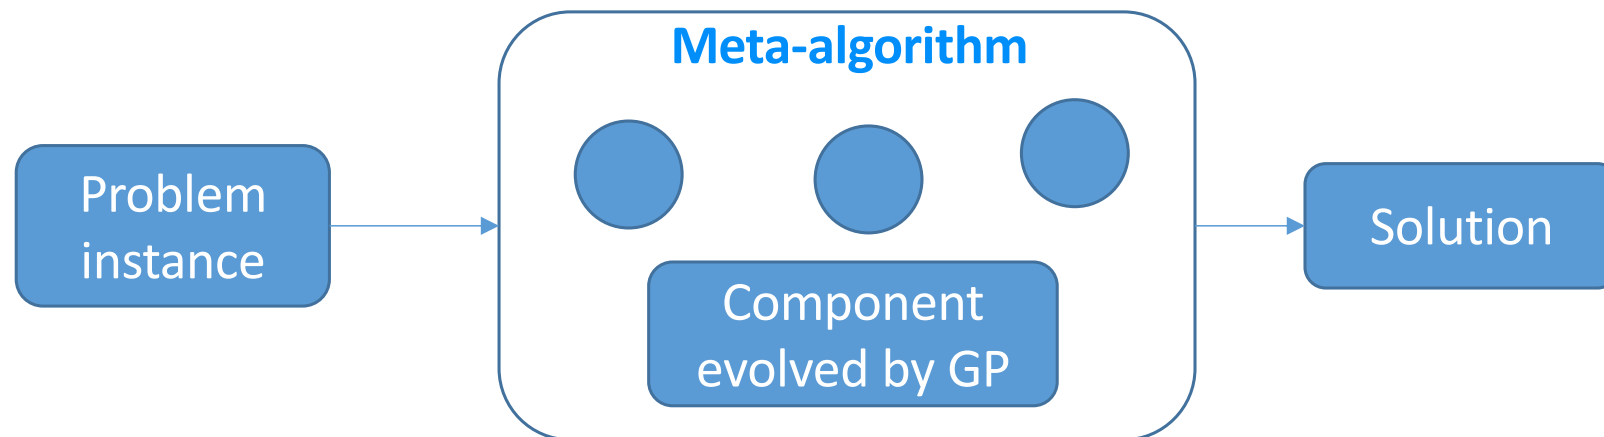 Meta-algorithm
Problem
instance
Component
evolved by GP
Solution